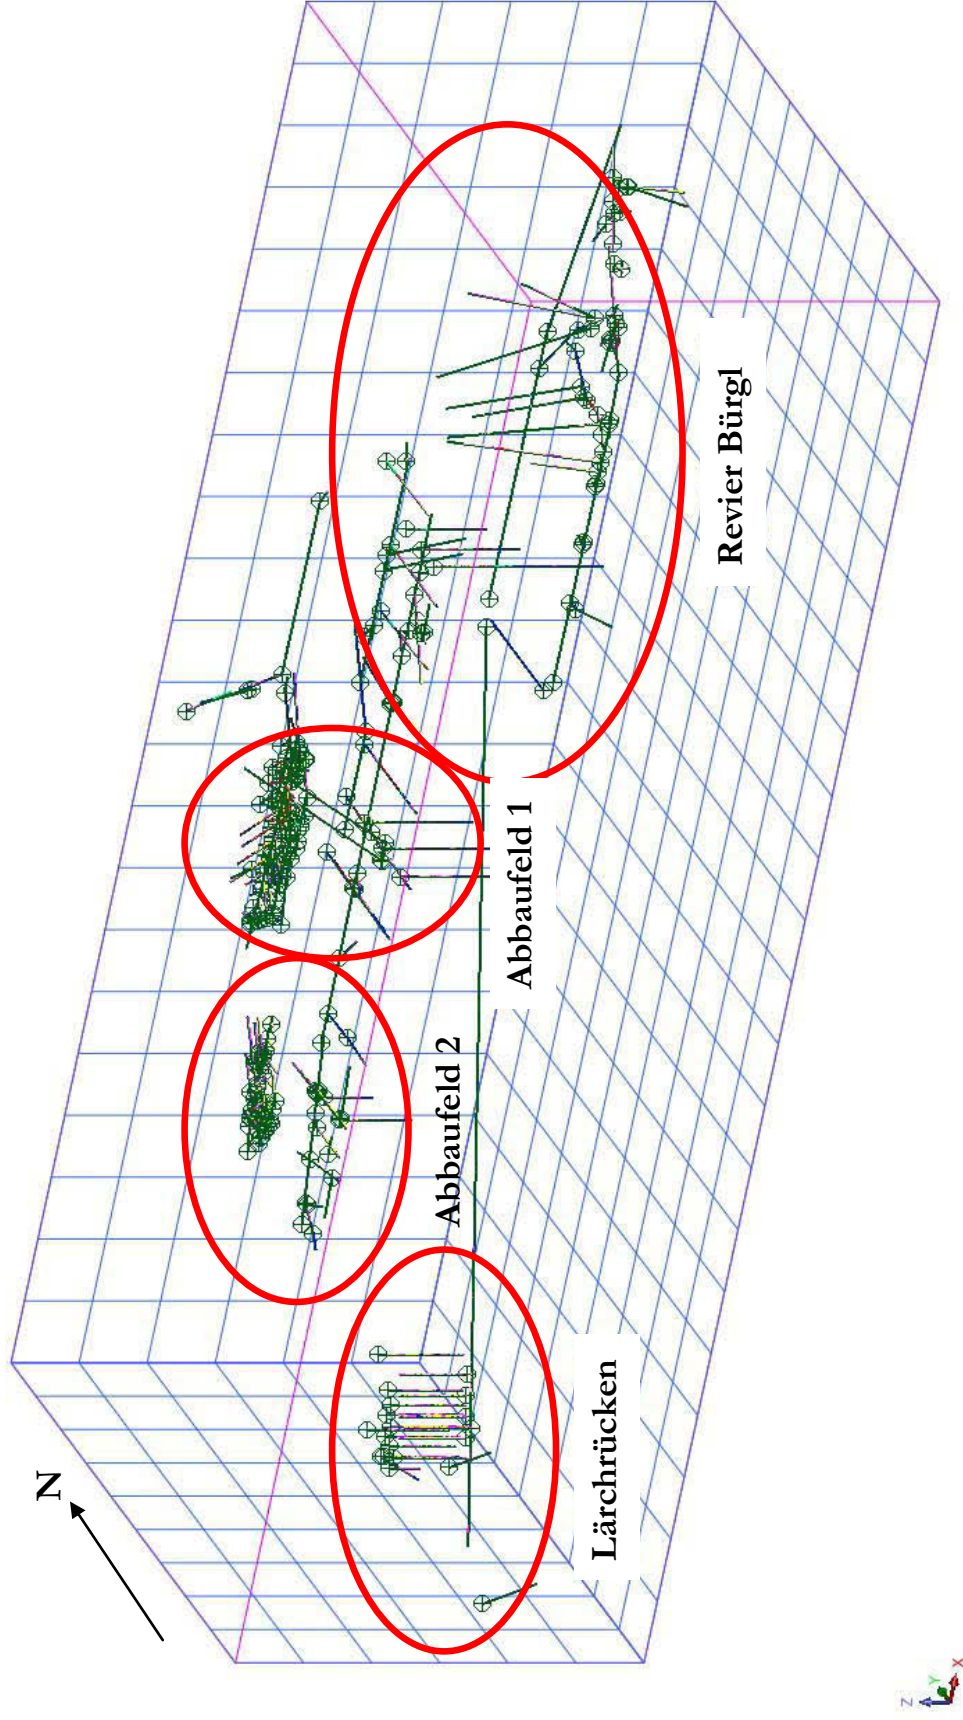 N
Revier Bürgl
Abbaufeld 1
Abbaufeld 2
Lärchrücken
Z
Y
X